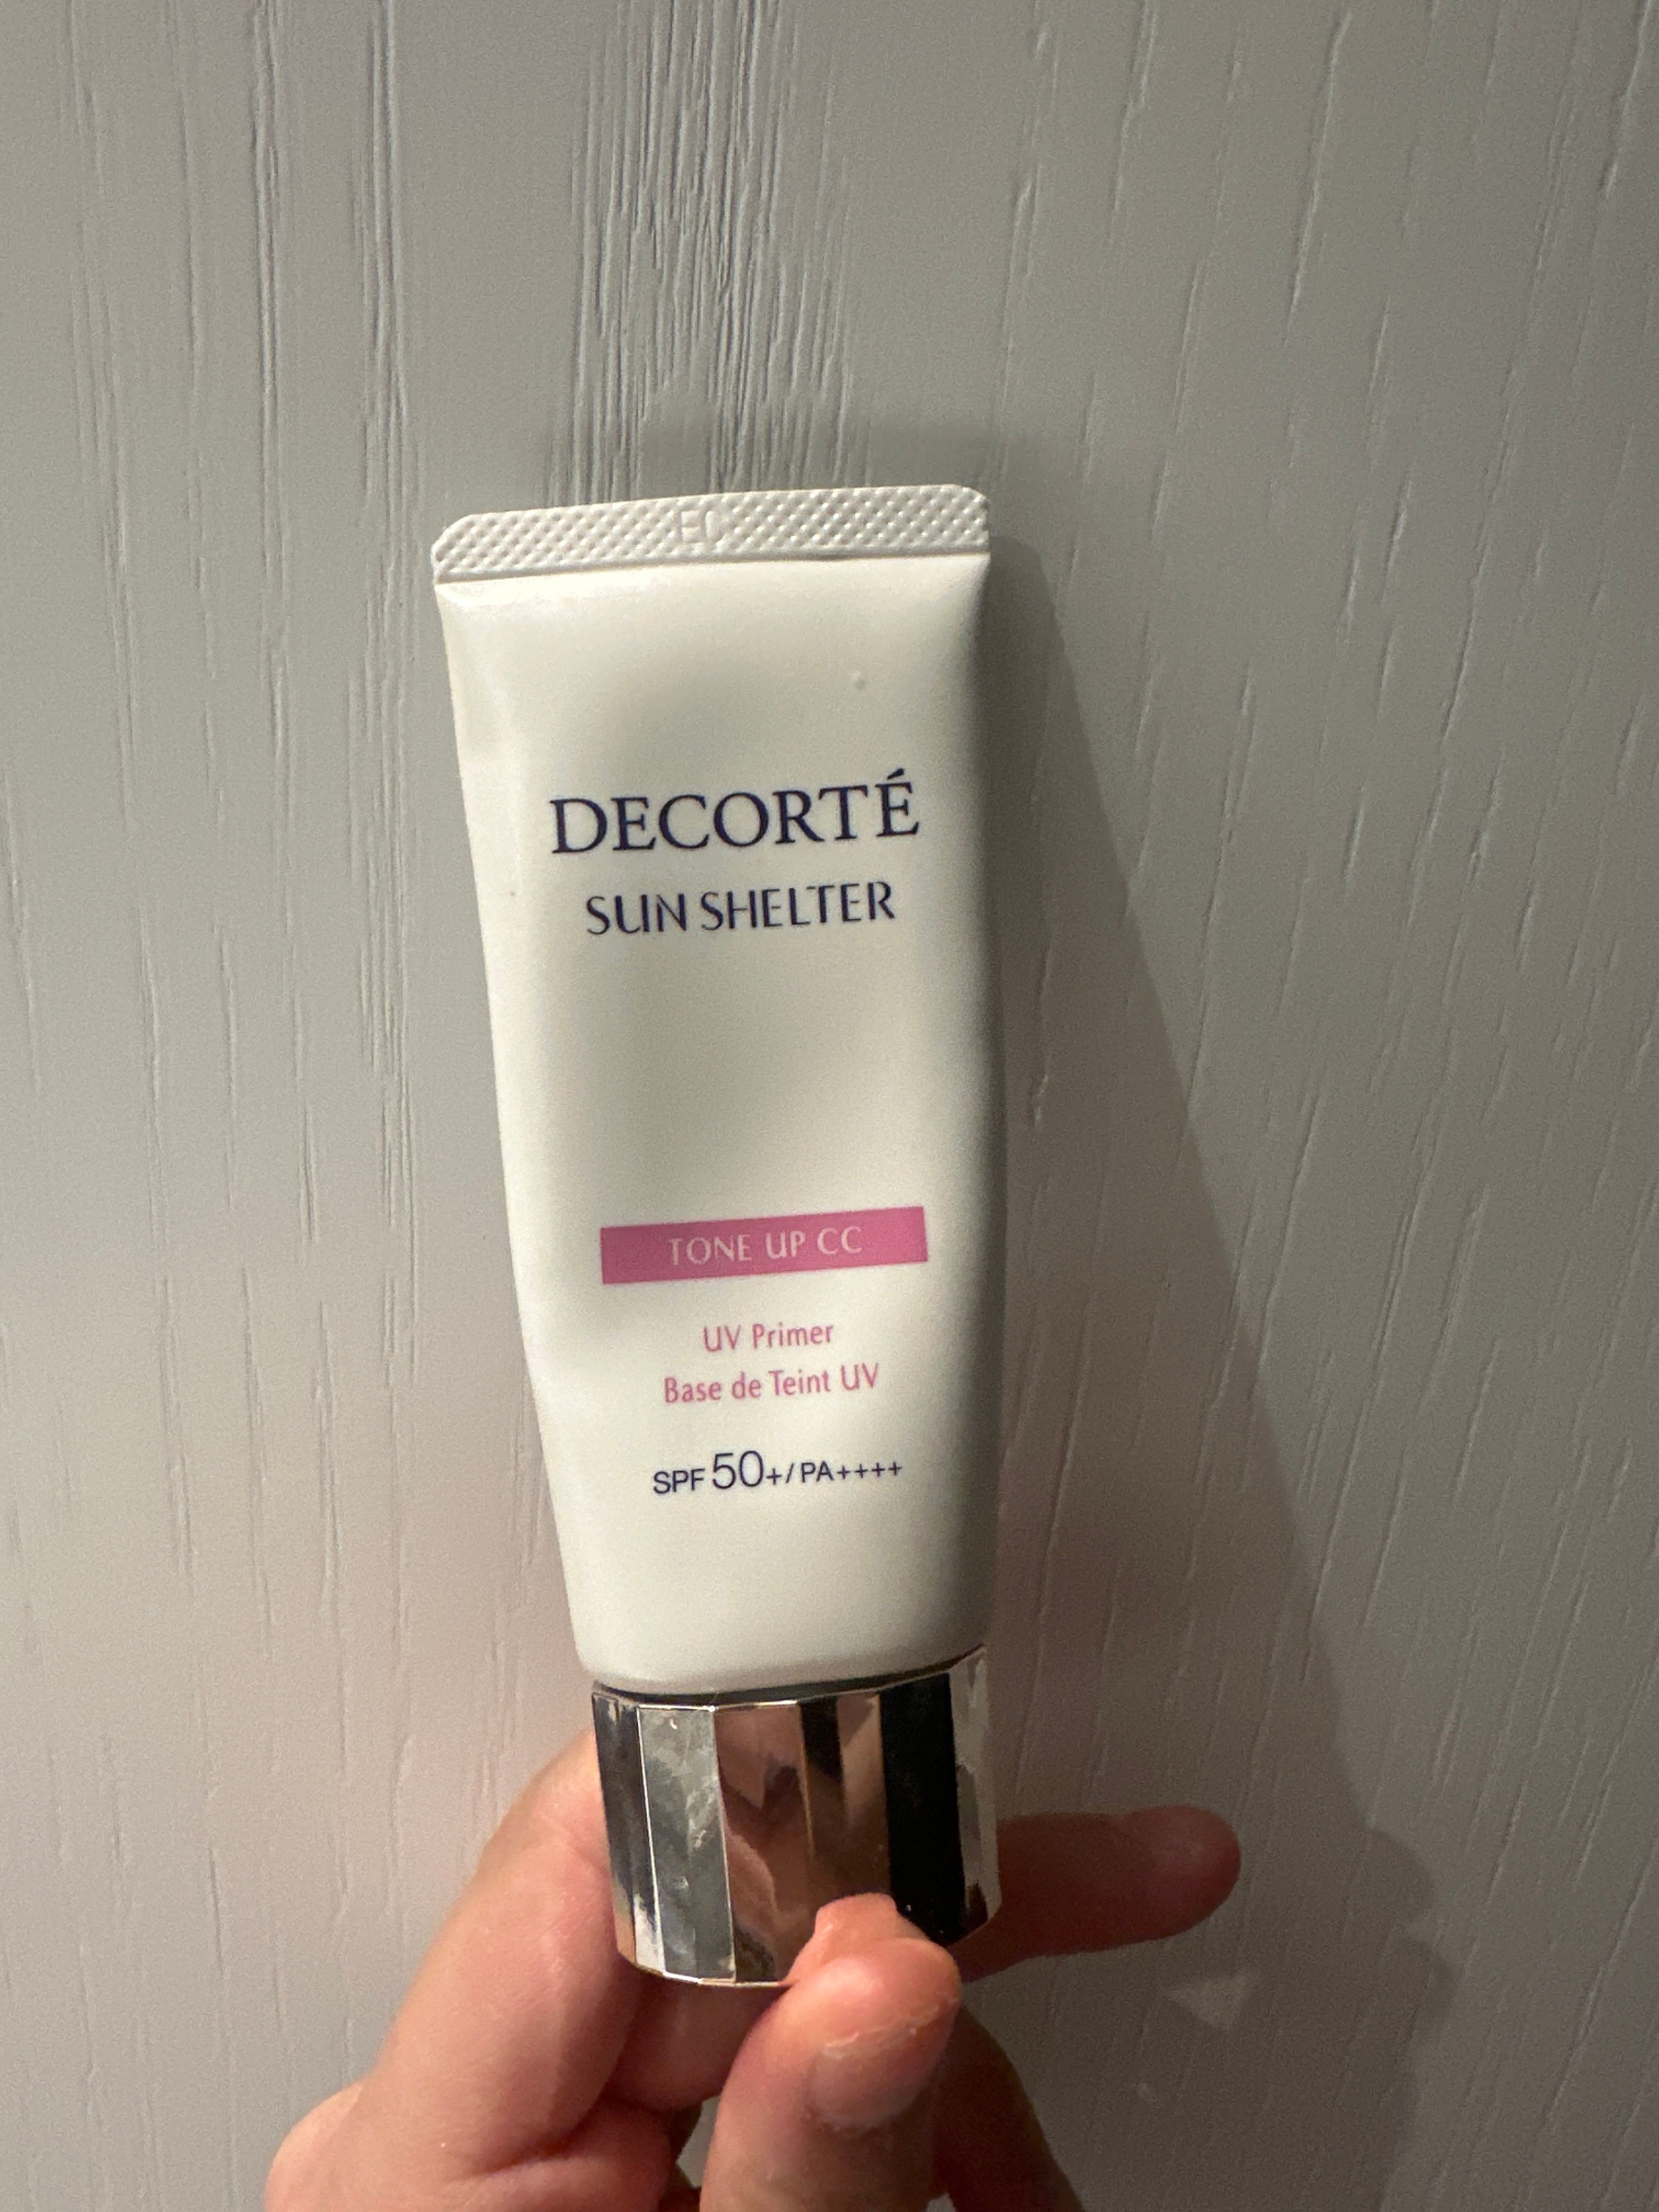 DECORTÉ
SUN SHELTER
TONE UP CC
UV Primer
Base de Teint UV
SPF 50+/PA++++